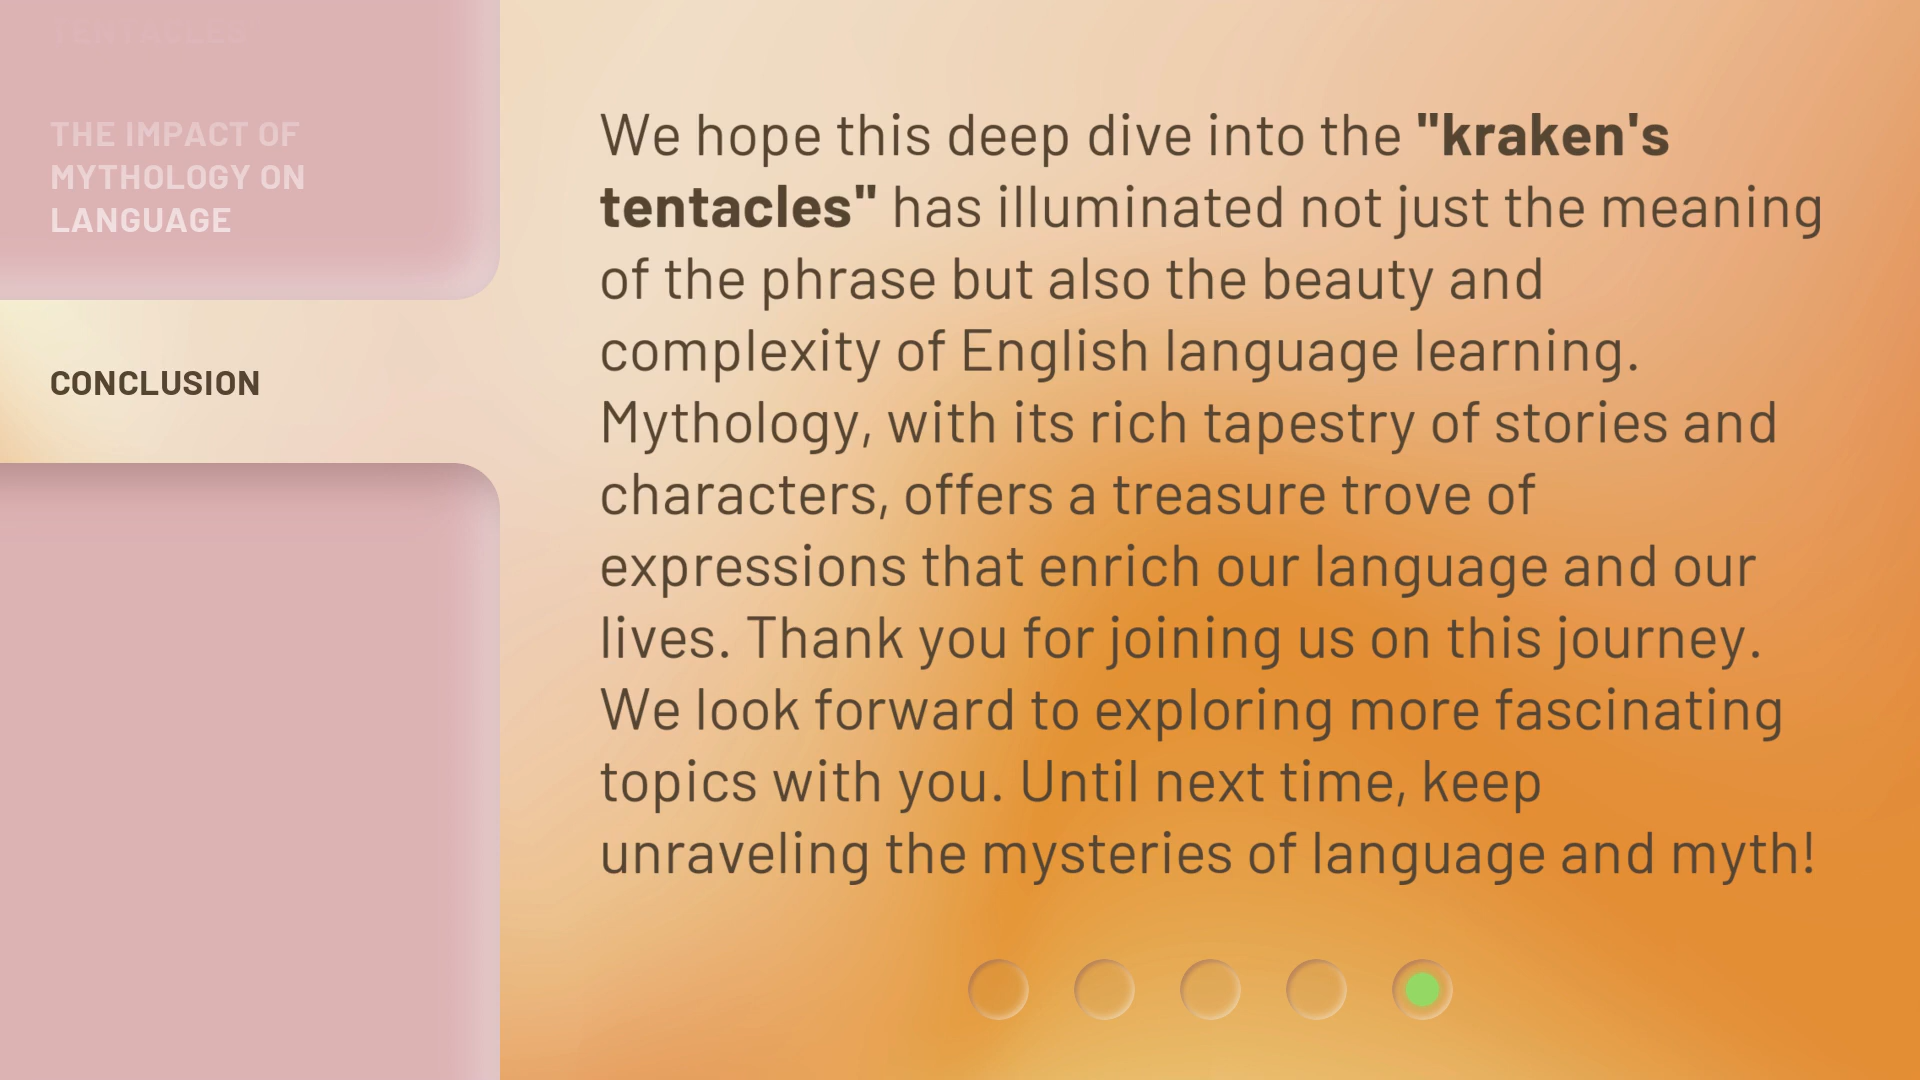 TENTACLES
THE IMPACT OF
MYTHOLOGY ON
LANGUAGE
CONCLUSION
We hope this deep dive into the "kraken's
tentacles" has illuminated not just the meaning
of the phrase but also the beauty and
complexity of English language learning.
Mythology, with its rich tapestry of stories and
characters, offers a treasure trove of
expressions that enrich our language and our
lives. Thank you for joining us on this journey.
We look forward to exploring more fascinating
topics with you. Until next time, keep
unraveling the mysteries of language and myth!